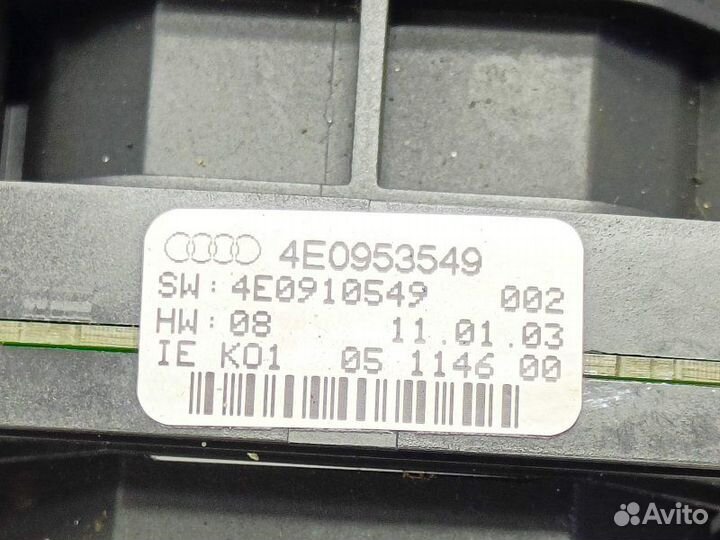 4E0953549
SW: 4E0910549 002
HW: 08 11.01.03
IE K01 05 1146 00
Avito